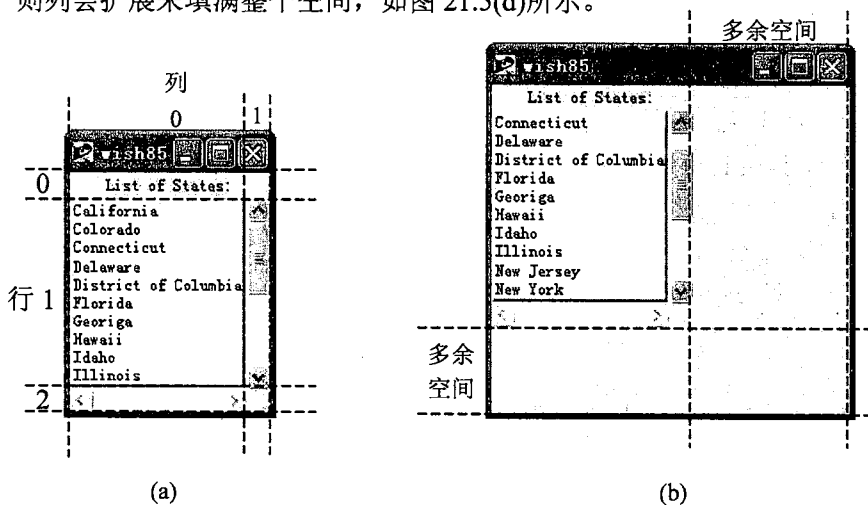 则列会扩展来填满整个空间，如图 21.5(d)所示。
列
0 1
wish85
0
List of States:
California
Colorado
Connecticut
Delaware
District of Columbia
Florida
Georiga
Hawaii
Idaho
Illinois
行 1
2
(a)
多余空间
wish85
List of States:
Connecticut
Delaware
District of Columbia
Florida
Georiga
Hawaii
Idaho
Illinois
New Jersey
New York
多余
空间
(b)